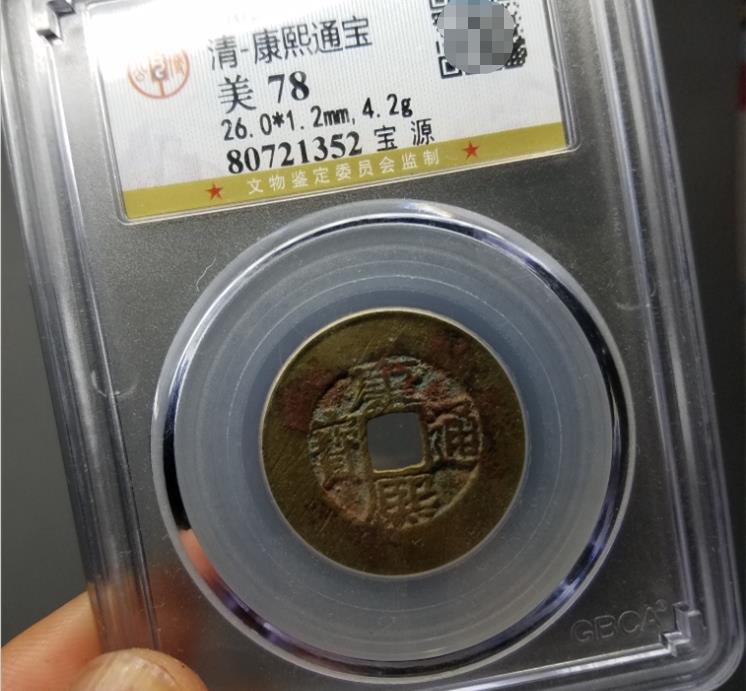 清-康熙通宝
美 78
26.0*1.2mm, 4.2g
80721352 宝 源
★ 文物鉴定委员会监制 ★
康熙通寳
GBCA